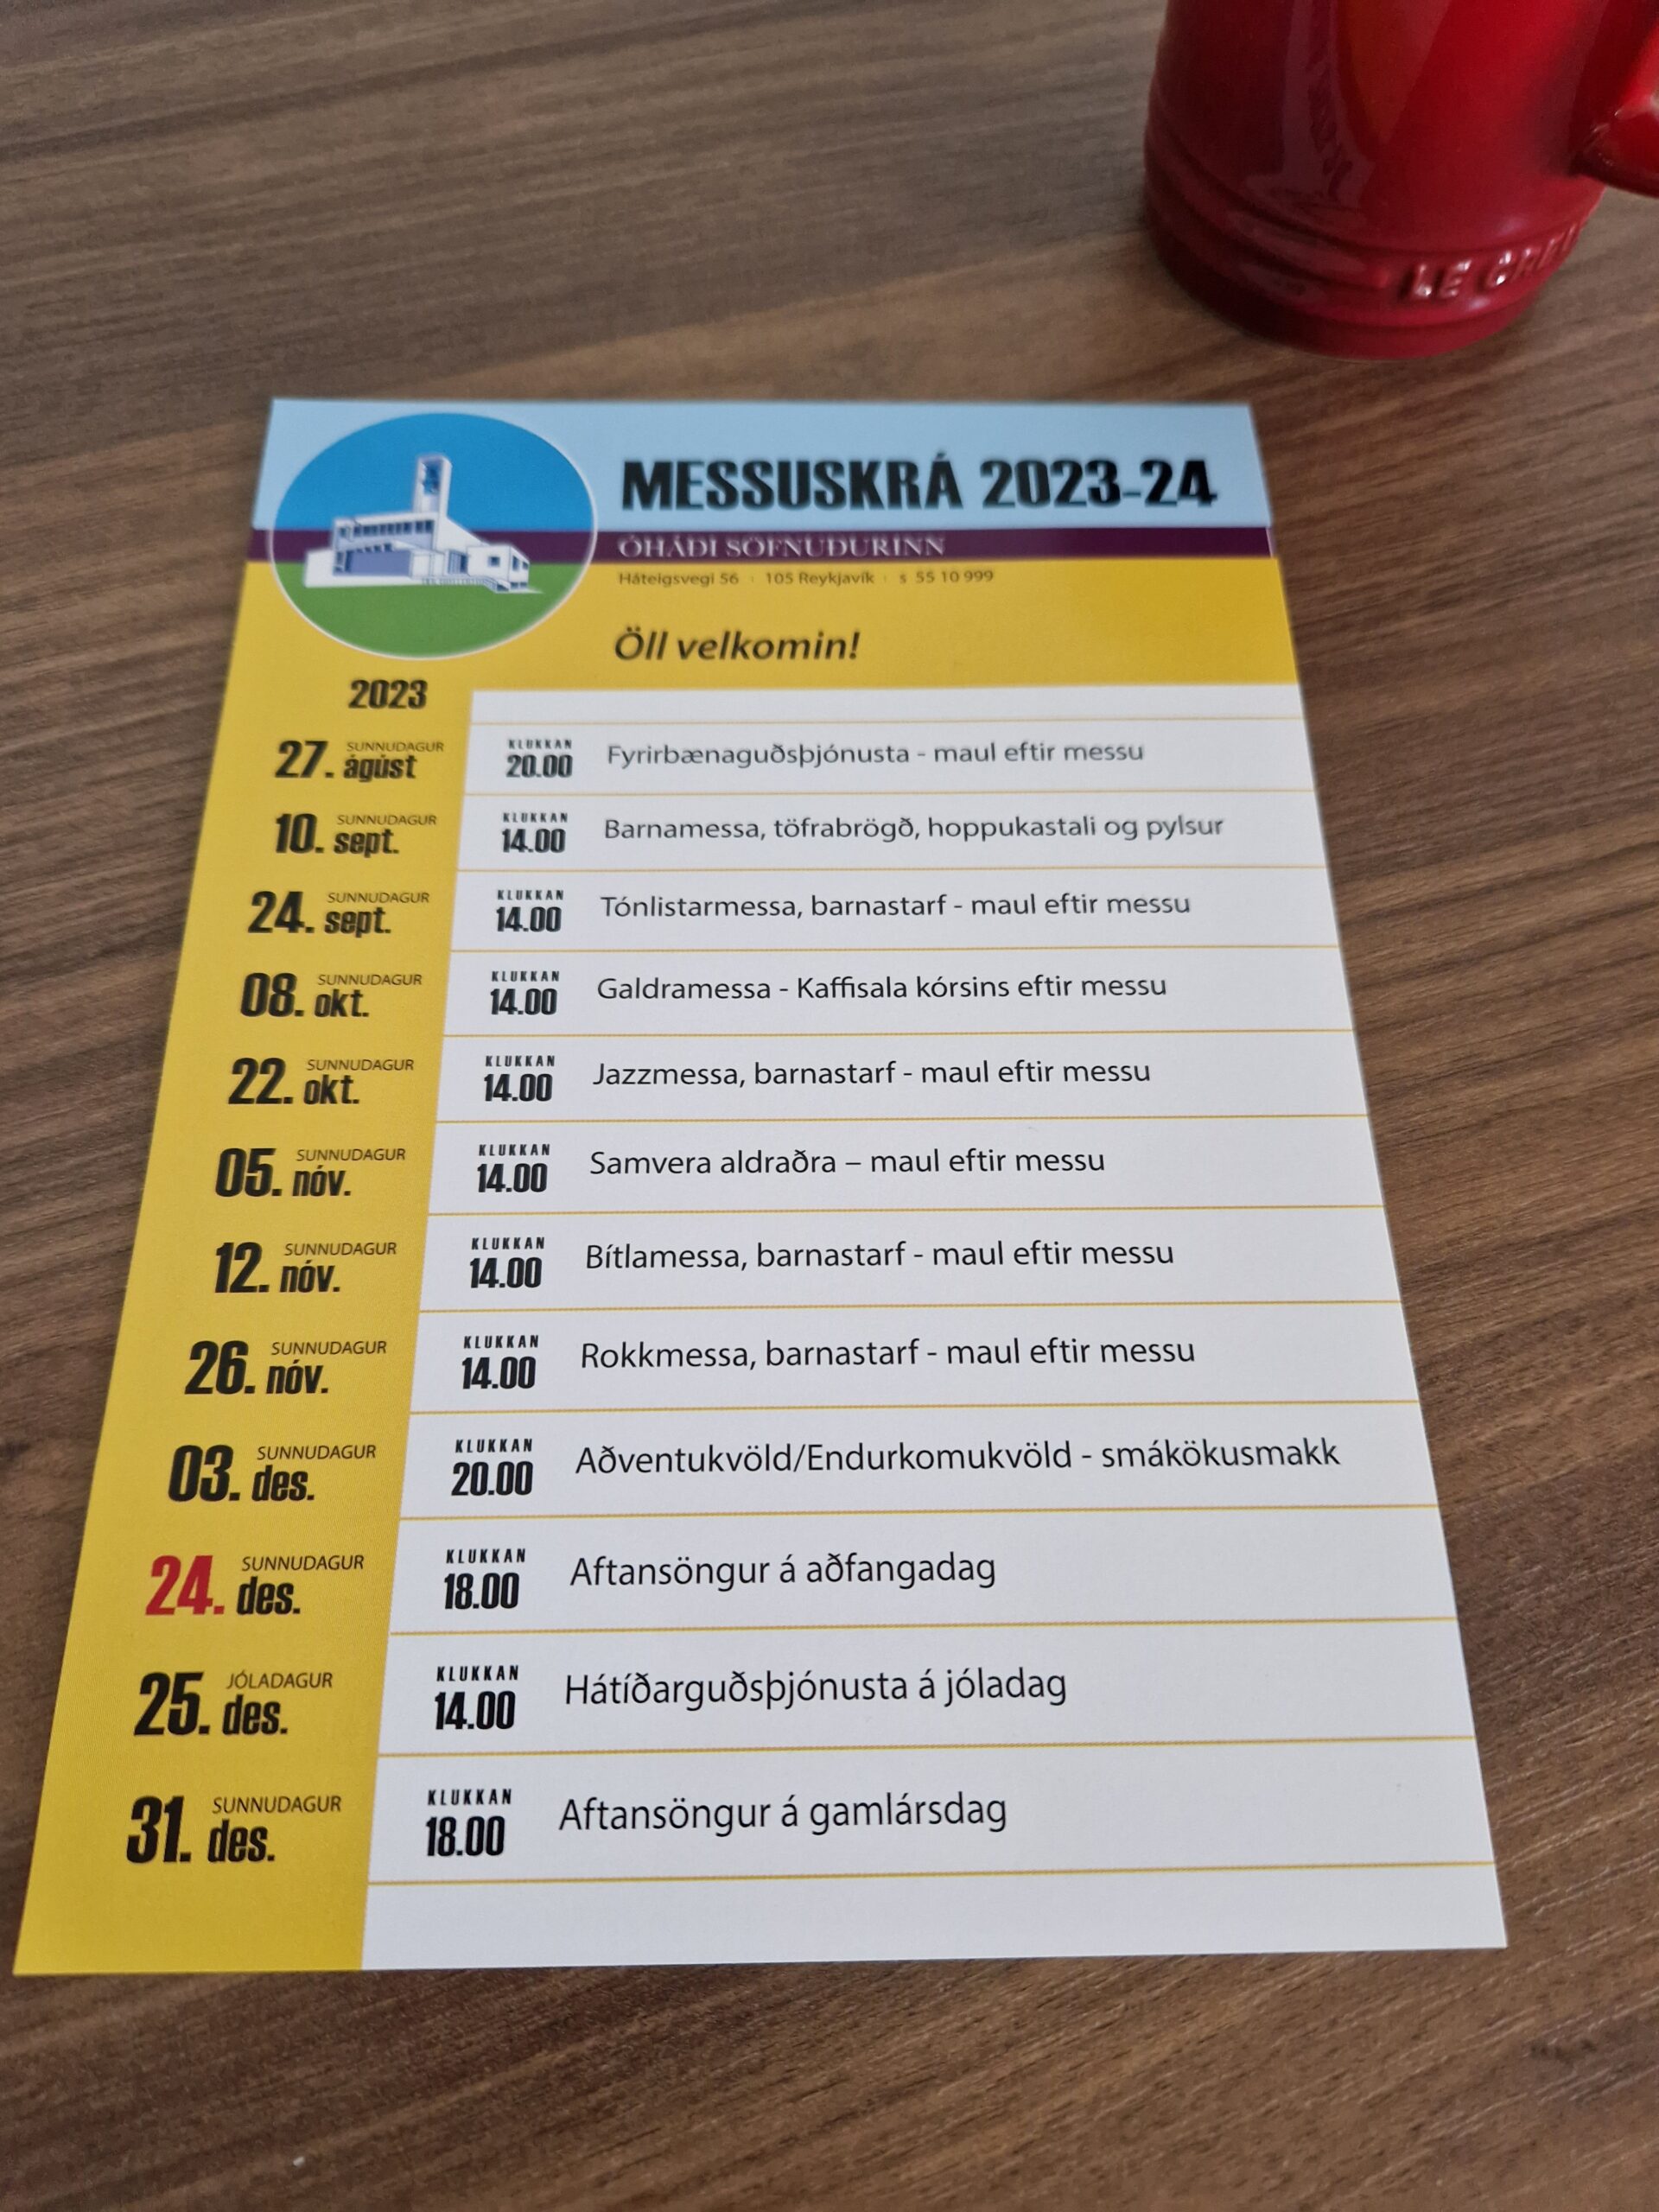 LE CREU
MESSUSKRÁ 2023-24
ÓHÁÐI SÖFNUÐURINN
Háteigsvegi 56 · 105 Reykjavík · s 55 10 999
Öll velkomin!
2023
27. SUNNUDAGUR ágúst KLUKKAN 20.00 Fyrirbænaguðsþjónusta - maul eftir messu
10. SUNNUDAGUR sept. KLUKKAN 14.00 Barnamessa, töfrabrögð, hoppukastali og pylsur
24. SUNNUDAGUR sept. KLUKKAN 14.00 Tónlistarmessa, barnastarf - maul eftir messu
08. SUNNUDAGUR okt. KLUKKAN 14.00 Galdramessa - Kaffisala kórsins eftir messu
22. SUNNUDAGUR okt. KLUKKAN 14.00 Jazzmessa, barnastarf - maul eftir messu
05. SUNNUDAGUR nóv. KLUKKAN 14.00 Samvera aldraðra – maul eftir messu
12. SUNNUDAGUR nóv. KLUKKAN 14.00 Bítlamessa, barnastarf - maul eftir messu
26. SUNNUDAGUR nóv. KLUKKAN 14.00 Rokkmessa, barnastarf - maul eftir messu
03. SUNNUDAGUR des. KLUKKAN 20.00 Aðventukvöld/Endurkomukvöld - smákökusmakk
24. SUNNUDAGUR des. KLUKKAN 18.00 Aftansöngur á aðfangadag
25. JÓLADAGUR des. KLUKKAN 14.00 Hátíðarguðsþjónusta á jóladag
31. SUNNUDAGUR des. KLUKKAN 18.00 Aftansöngur á gamlársdag